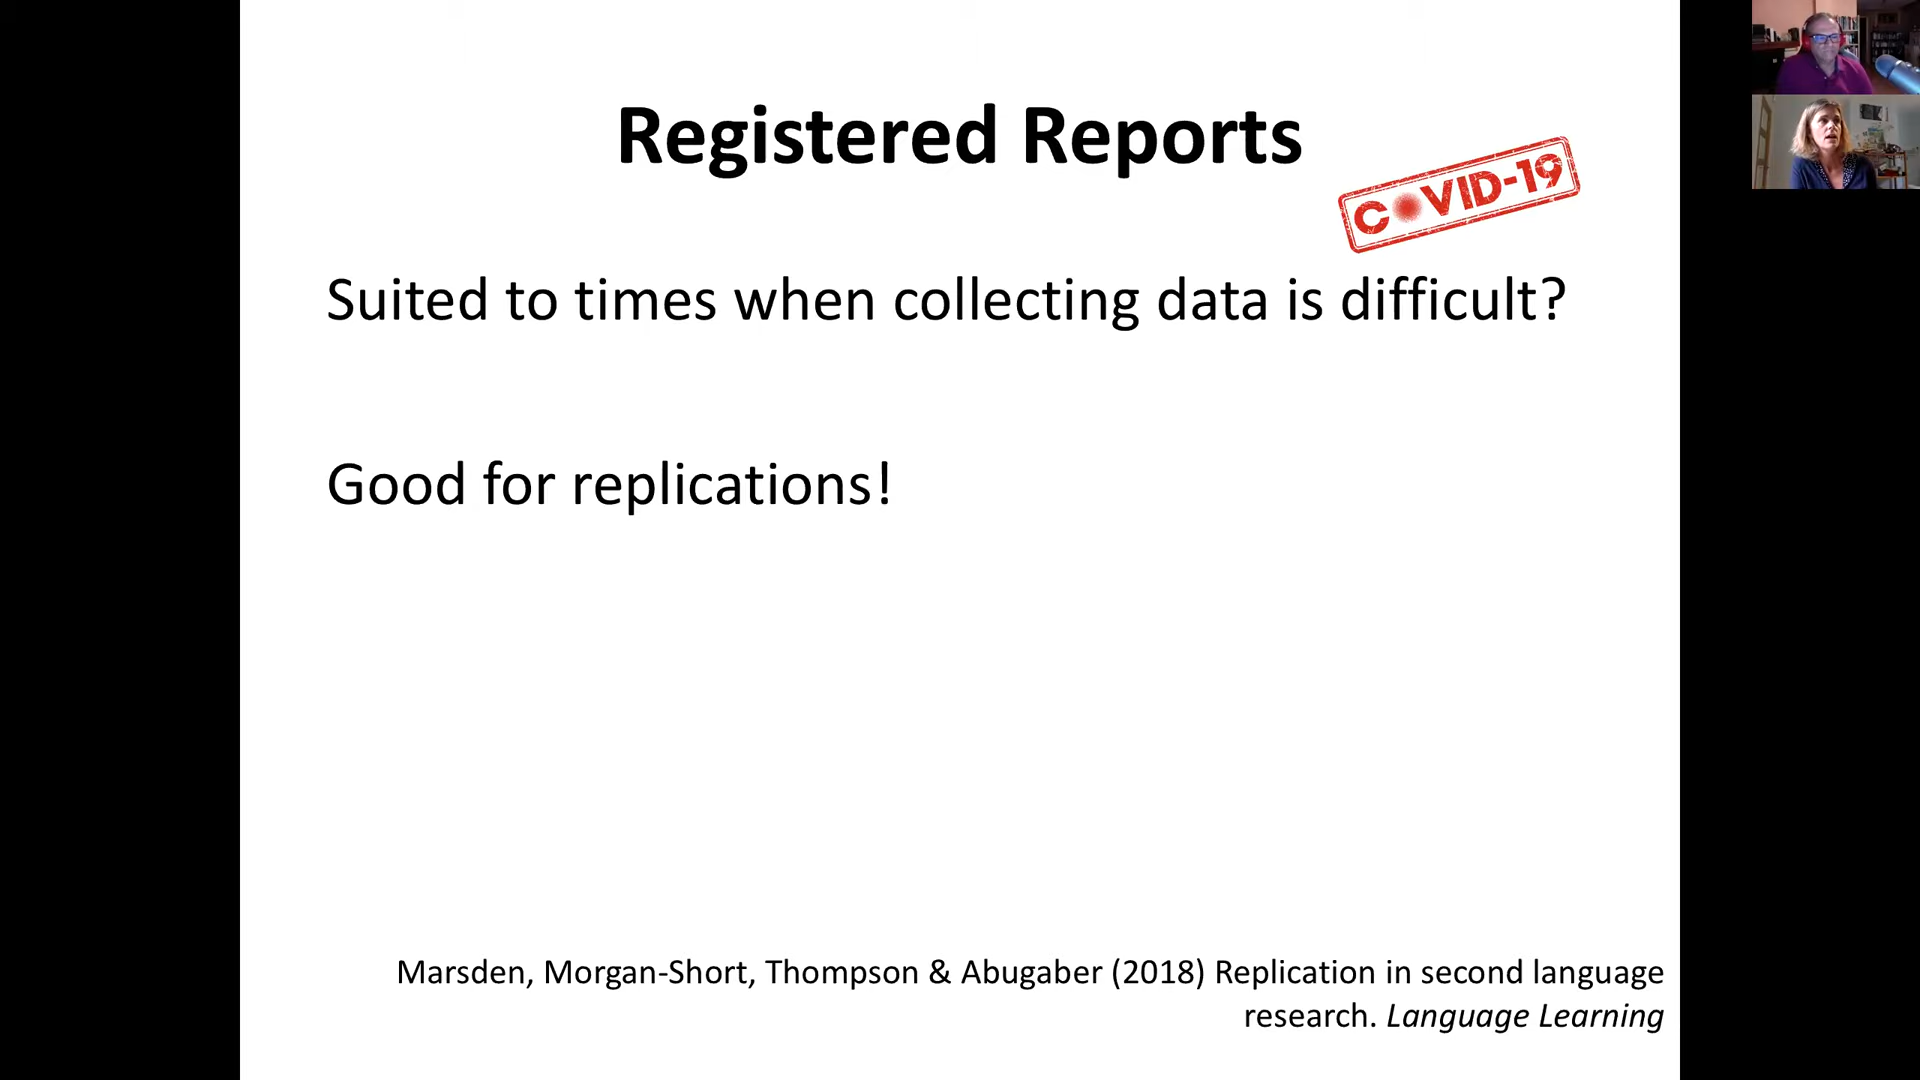 Registered Reports
COVID-19
Suited to times when collecting data is difficult?
Good for replications!
Marsden, Morgan-Short, Thompson & Abugaber (2018) Replication in second language
research. Language Learning